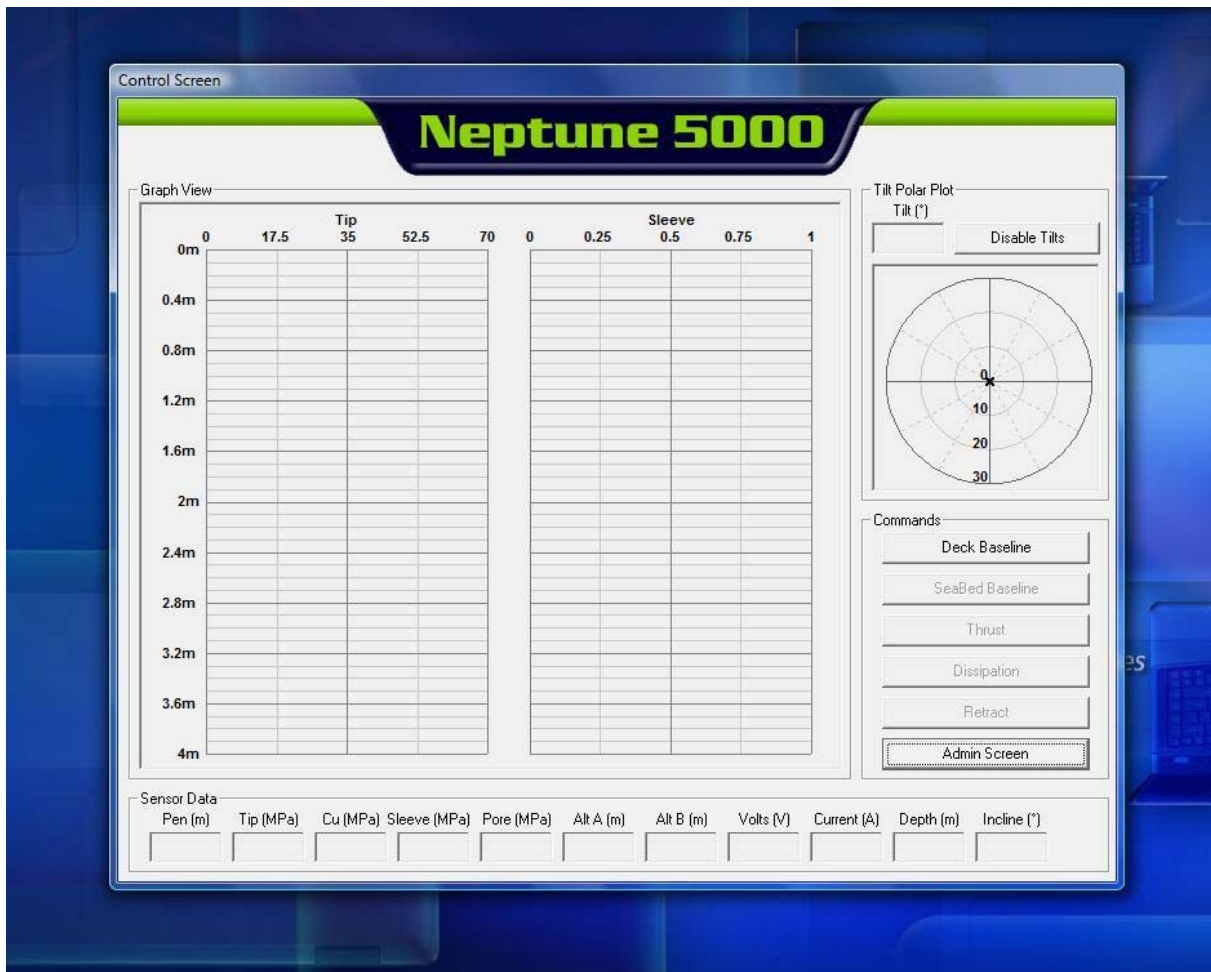 Control Screen
Neptune 5000
Graph View
Tip
0 17.5 35 52.5 70
Sleeve
0 0.25 0.5 0.75 1
0m
0.4m
0.8m
1.2m
1.6m
2m
2.4m
2.8m
3.2m
3.6m
4m
Tilt Polar Plot
Tilt (°)
Disable Tilts
0
10
20
30
Commands
Deck Baseline
SeaBed Baseline
Thrust
Dissipation
Retract
Admin Screen
Sensor Data
Pen (m) Tip (MPa) Cu (MPa) Sleeve (MPa) Pore (MPa) Alt A (m) Alt B (m) Volts (V) Current (A) Depth (m) Incline (°)
es